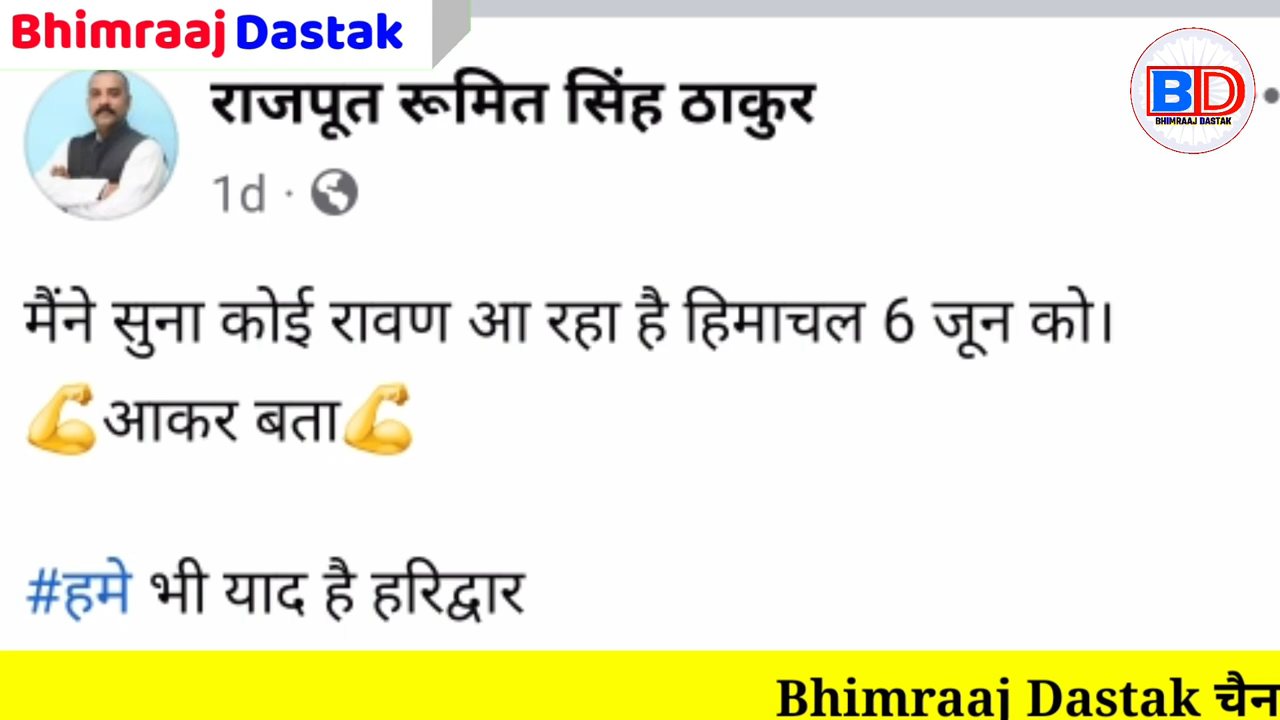 Bhimraaj Dastak
BD
BHIMRAAJ DASTAK
राजपूत रूमित सिंह ठाकुर
1d ·
मैंने सुना कोई रावण आ रहा है हिमाचल 6 जून को।
💪आकर बता💪
#हमे भी याद है हरिद्वार
Bhimraaj Dastak चैन